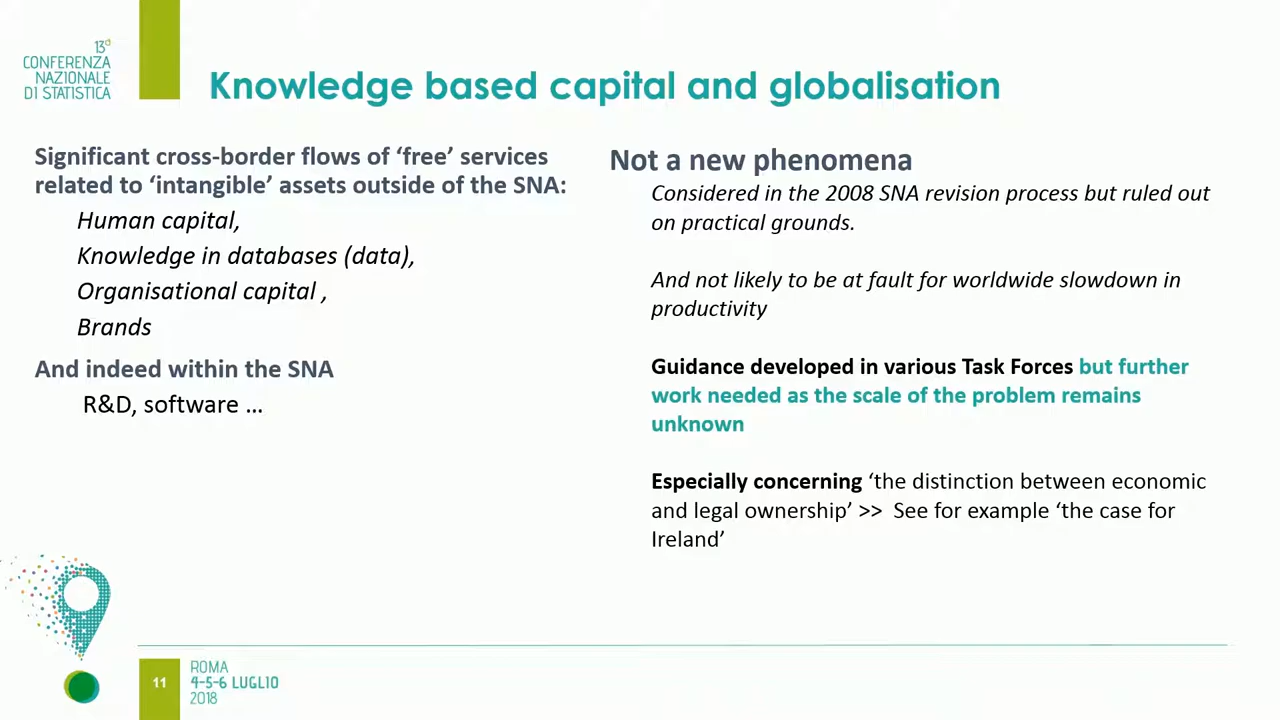 13a
CONFERENZA
NAZIONALE
DI STATISTICA
Knowledge based capital and globalisation
Significant cross-border flows of ‘free’ services
related to ‘intangible’ assets outside of the SNA:
Human capital,
Knowledge in databases (data),
Organisational capital ,
Brands
And indeed within the SNA
R&D, software …
Not a new phenomena
Considered in the 2008 SNA revision process but ruled out
on practical grounds.
And not likely to be at fault for worldwide slowdown in
productivity
Guidance developed in various Task Forces but further
work needed as the scale of the problem remains
unknown
Especially concerning ‘the distinction between economic
and legal ownership’ >> See for example ‘the case for
Ireland’
11
ROMA
4-5-6 LUGLIO
2018